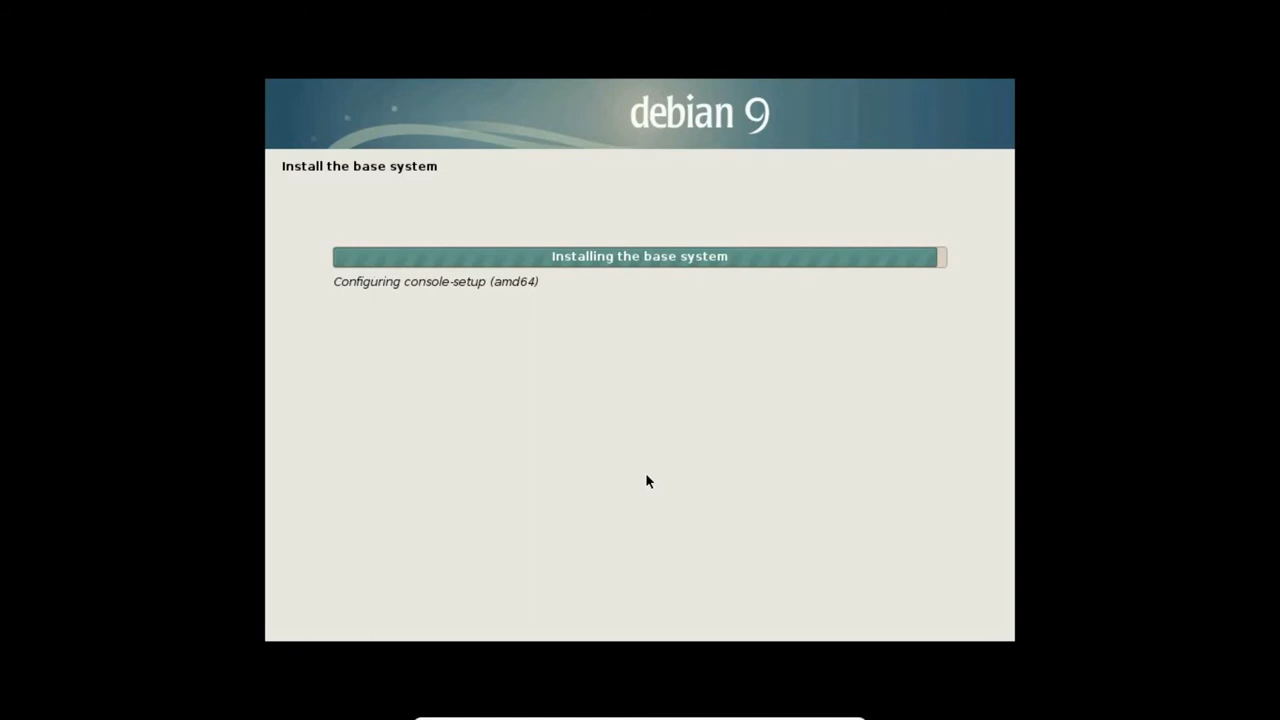 debian 9
Install the base system
Installing the base system
Configuring console-setup (amd64)